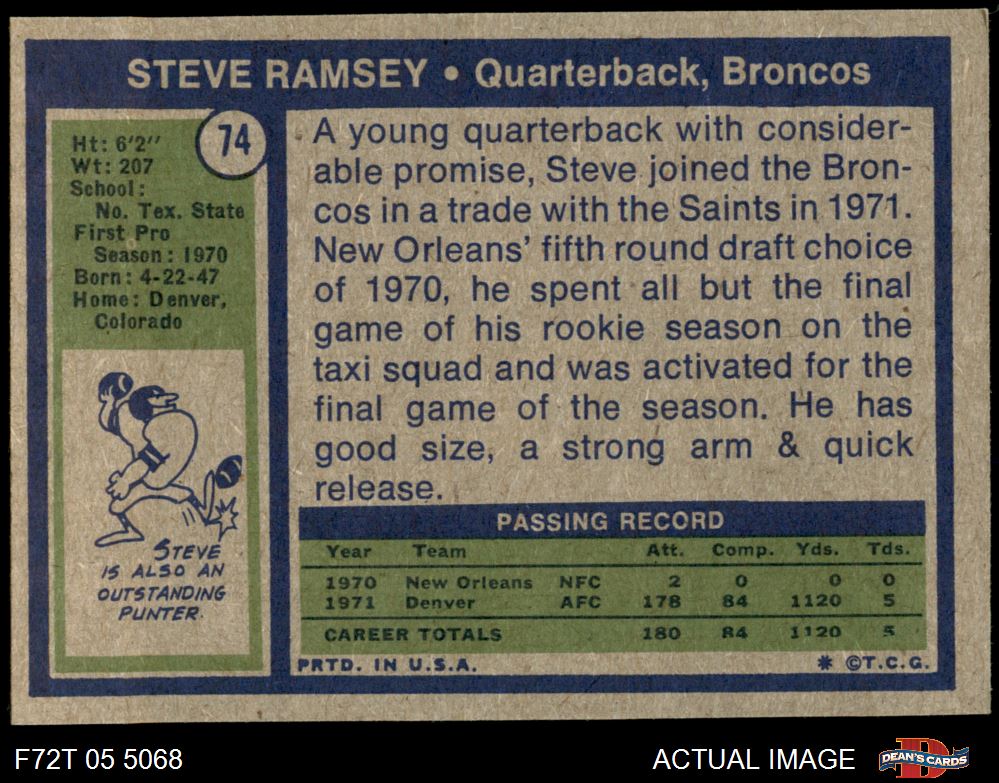 STEVE RAMSEY • Quarterback, Broncos
74
Ht: 6'2"
Wt: 207
School:
No. Tex. State
First Pro
Season: 1970
Born: 4-22-47
Home: Denver,
Colorado
STEVE
IS ALSO AN
OUTSTANDING
PUNTER.
A young quarterback with consider-
able promise, Steve joined the Bron-
cos in a trade with the Saints in 1971.
New Orleans' fifth round draft choice
of 1970, he spent all but the final
game of his rookie season on the
taxi squad and was activated for the
final game of the season. He has
good size, a strong arm & quick
release.
PASSING RECORD
Year Team Att. Comp. Yds. Tds.
1970 New Orleans NFC 2 0 0 0
1971 Denver AFC 178 84 1120 5
CAREER TOTALS 180 84 1120 5
PRTD. IN U.S.A. * ©T.C.G.
F72T 05 5068 ACTUAL IMAGE DEAN'S CARDS